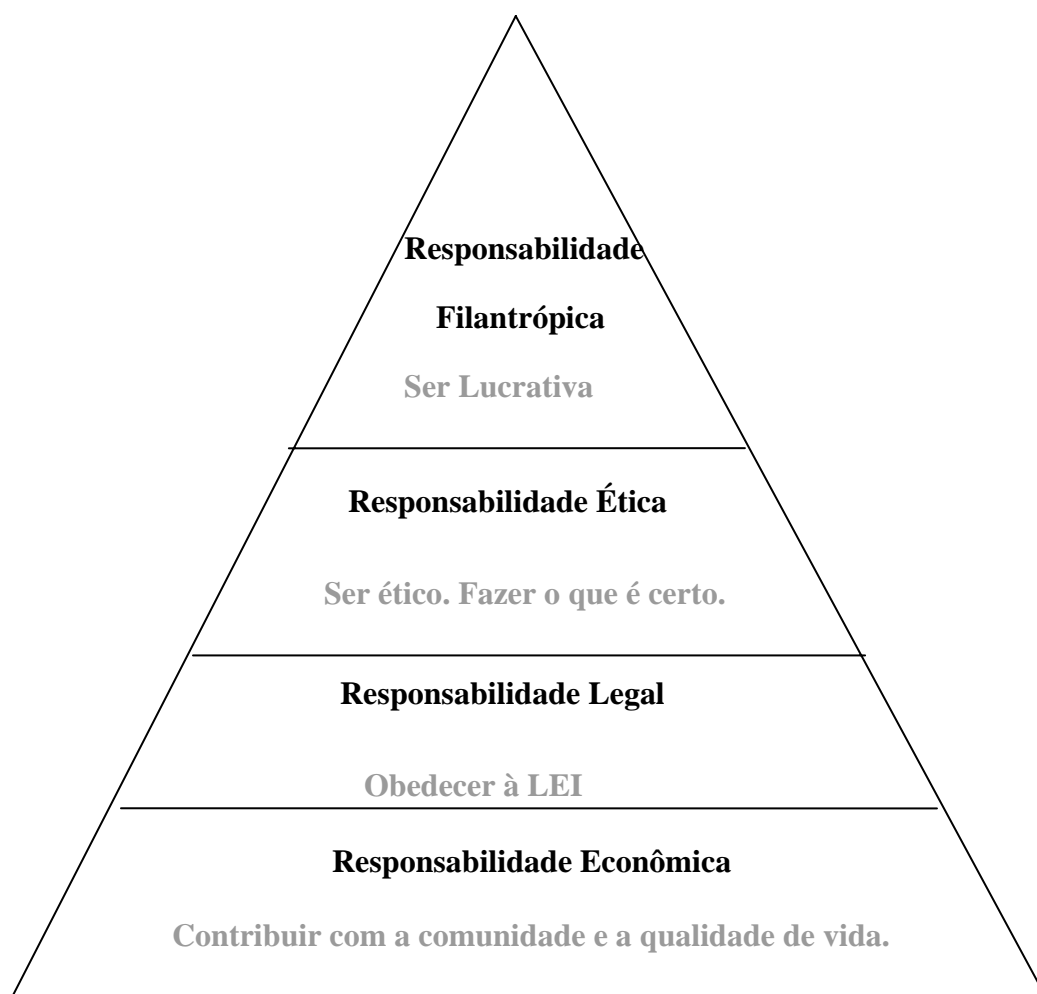 Responsabilidade
Filantrópica
Ser Lucrativa
Responsabilidade Ética
Ser ético. Fazer o que é certo.
Responsabilidade Legal
Obedecer à LEI
Responsabilidade Econômica
Contribuir com a comunidade e a qualidade de vida.